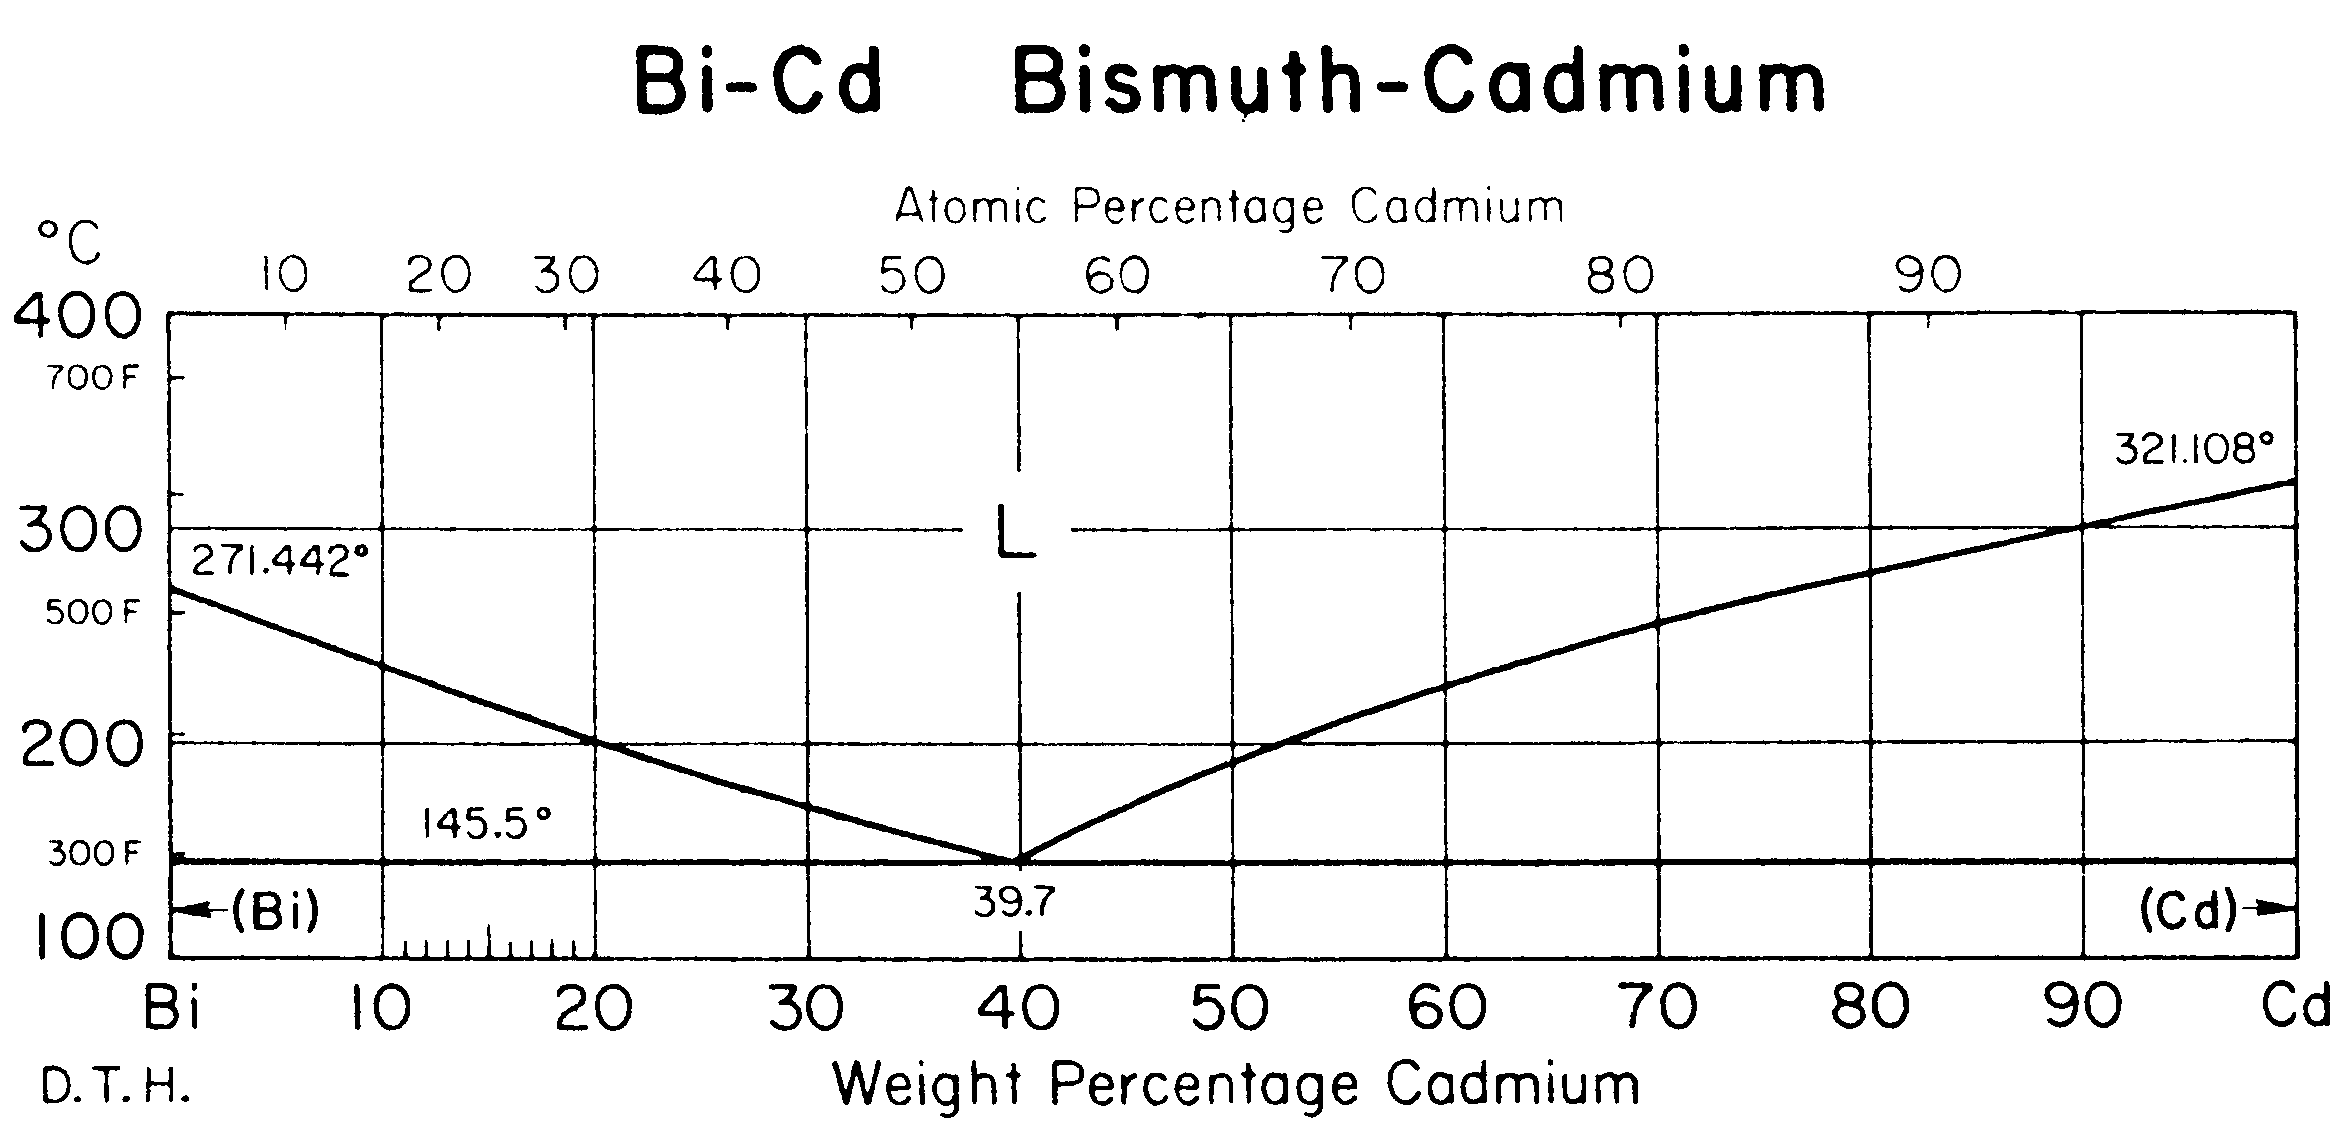 Bi-Cd Bismuth-Cadmium
Atomic Percentage Cadmium
°C
10 20 30 40 50 60 70 80 90
400
700 F
321.108°
300
L
271.442°
500 F
200
145.5°
300 F
39.7
(Bi) (Cd)
100
Bi 10 20 30 40 50 60 70 80 90 Cd
Weight Percentage Cadmium
D.T.H.